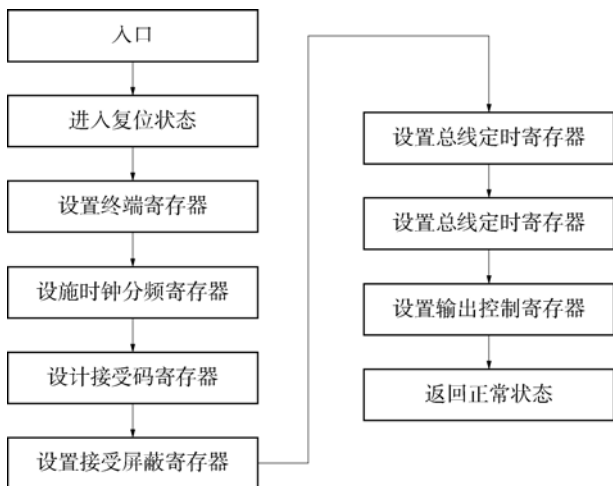 入口
进入复位状态
设置终端寄存器
设施时钟分频寄存器
设计接受码寄存器
设置接受屏蔽寄存器
设置总线定时寄存器
设置总线定时寄存器
设置输出控制寄存器
返回正常状态